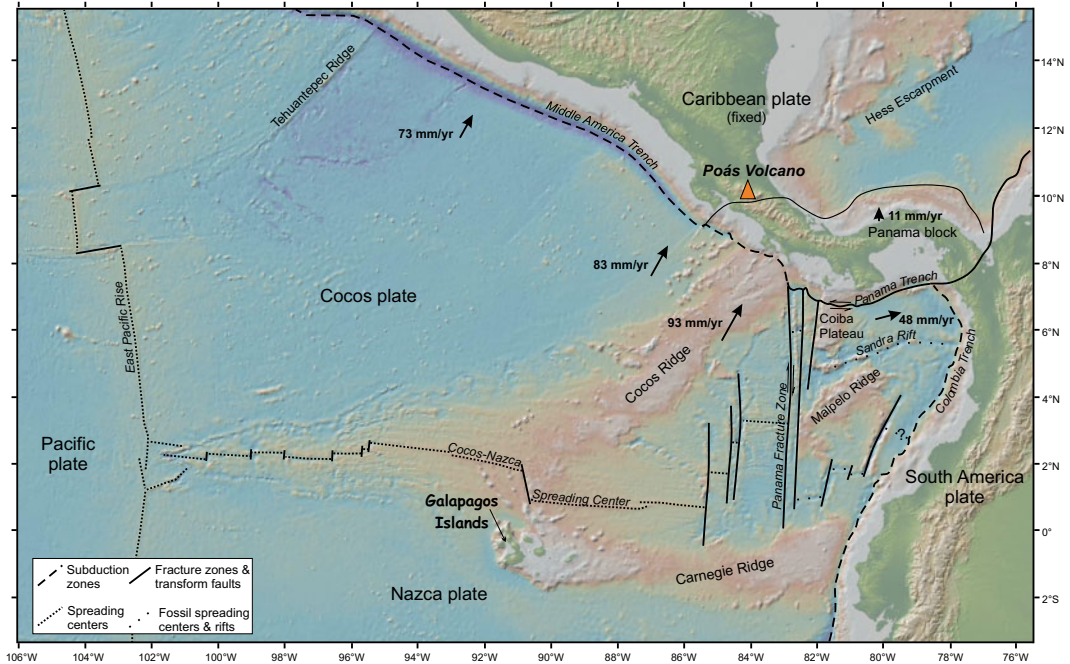 Tehuantepec Ridge
73 mm/yr
Middle America Trench
Caribbean plate
(fixed)
Hess Escarpment
14°N
12°N
10°N
8°N
6°N
4°N
2°N
0°
2°S
Poás Volcano
11 mm/yr
Panama block
83 mm/yr
Cocos plate
East Pacific Rise
93 mm/yr
Panama Trench
Coiba
Plateau
48 mm/yr
Sandra Rift
Cocos Ridge
Panama Fracture Zone
Malpelo Ridge
Colombia Trench
?
Pacific
plate
Cocos-Nazca
Spreading Center
South America
plate
Galapagos
Islands
Carnegie Ridge
Nazca plate
Subduction
zones
Fracture zones &
transform faults
Spreading
centers
Fossil spreading
centers & rifts
106°W 104°W 102°W 100°W 98°W 96°W 94°W 92°W 90°W 88°W 86°W 84°W 82°W 80°W 78°W 76°W